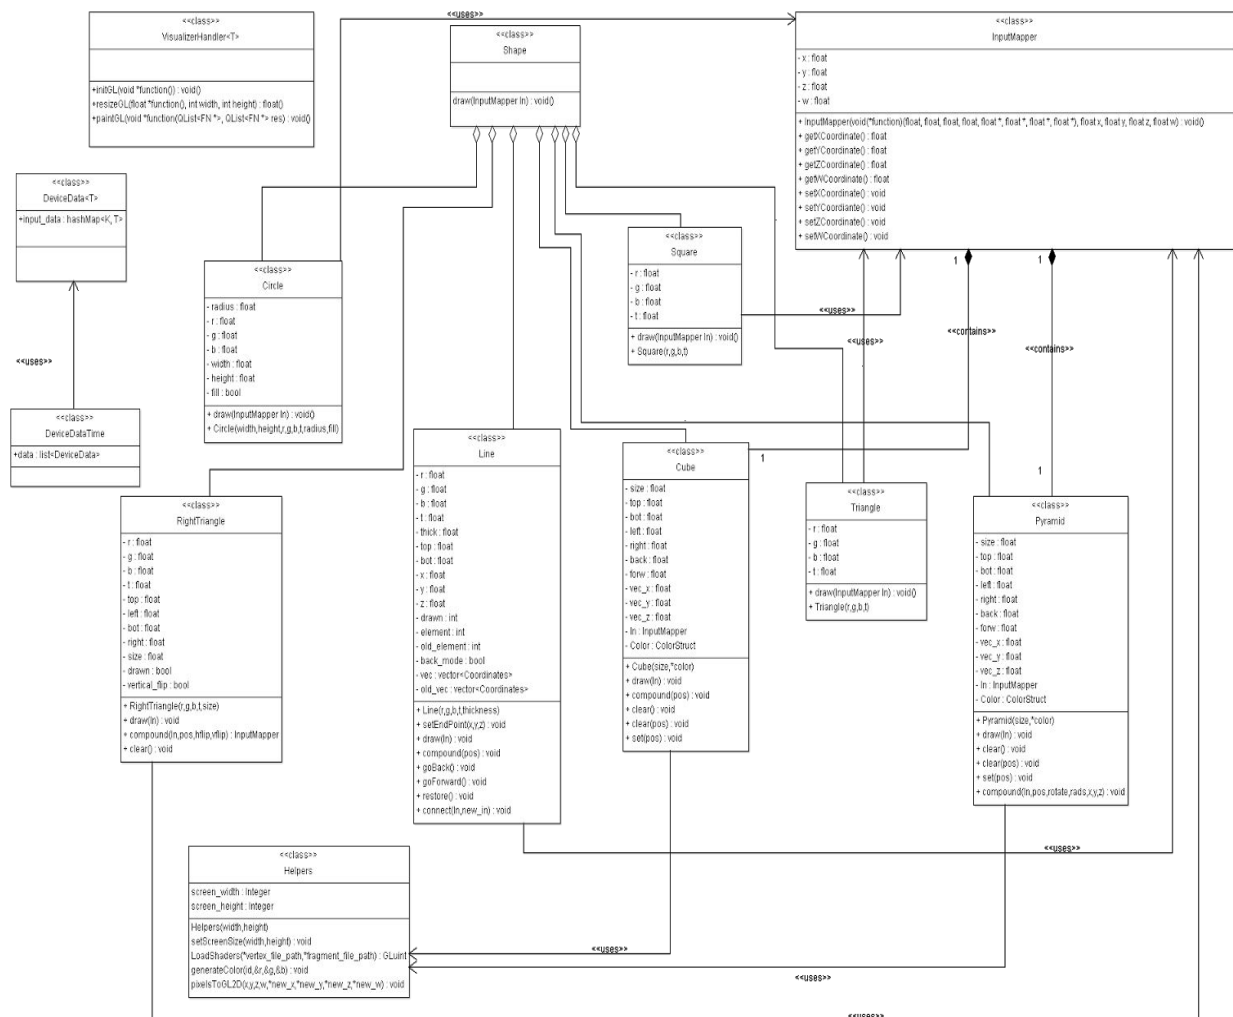 <<class>>
VisualizerHandler<T>
+initGL(void *function()) : void()
+resizeGL(float *function(), int width, int height) : float()
+paintGL(void *function(QList<FN *>, QList<FN *> res) : void()
<<class>>
Shape
draw(InputMapper In) : void()
<<uses>>
<<class>>
InputMapper
- x : float
- y : float
- z : float
- w : float
+ InputMapper(void(*function)(float, float, float, float, float *, float *, float *, float *), float x, float y, float z, float w) : void()
+ getXCoordinate() : float
+ getYCoordinate() : float
+ getZCoordinate() : float
+ getWCoordinate() : float
+ setXCoordinate() : void
+ setYCoordiante() : void
+ setZCoordinate() : void
+ setWCoordinate() : void
<<class>>
DeviceData<T>
+input_data : hashMap<K, T>
<<uses>>
<<class>>
DeviceDataTime
+data : list<DeviceData>
<<class>>
Circle
- radius : float
- r : float
- g : float
- b : float
- width : float
- height : float
- fill : bool
+ draw(InputMapper In) : void()
+ Circle(width,height,r,g,b,t,radius,fill)
<<class>>
Square
- r : float
- g : float
- b : float
- t : float
+ draw(InputMapper In) : void()
+ Square(r,g,b,t)
<<uses>>
<<uses>>
1
1
<<contains>>
<<contains>>
1
1
<<class>>
RightTriangle
- r : float
- g : float
- b : float
- t : float
- top : float
- left : float
- bot : float
- right : float
- size : float
- drawn : bool
- vertical_flip : bool
+ RightTriangle(r,g,b,t,size)
+ draw(In) : void
+ compound(In,pos,hflip,vflip) : InputMapper
+ clear() : void
<<class>>
Line
- r : float
- g : float
- b : float
- t : float
- thick : float
- top : float
- bot : float
- x : float
- y : float
- z : float
- drawn : int
- element : int
- old_element : int
- back_mode : bool
- vec : vector<Coordinates>
- old_vec : vector<Coordinates>
+ Line(r,g,b,t,thickness)
+ setEndPoint(x,y,z) : void
+ draw(In) : void
+ compound(pos) : void
+ goBack() : void
+ goForward() : void
+ restore() : void
+ connect(In,new_in) : void
<<class>>
Cube
- size : float
- top : float
- bot : float
- left : float
- right : float
- back : float
- forw : float
- vec_x : float
- vec_y : float
- vec_z : float
- In : InputMapper
- Color : ColorStruct
+ Cube(size,*color)
+ draw(In) : void
+ compound(pos) : void
+ clear() : void
+ clear(pos) : void
+ set(pos) : void
<<class>>
Triangle
- r : float
- g : float
- b : float
- t : float
+ draw(InputMapper In) : void()
+ Triangle(r,g,b,t)
<<class>>
Pyramid
- size : float
- top : float
- bot : float
- left : float
- right : float
- back : float
- forw : float
- vec_x : float
- vec_y : float
- vec_z : float
- In : InputMapper
- Color : ColorStruct
+ Pyramid(size,*color)
+ draw(In) : void
+ clear() : void
+ clear(pos) : void
+ set(pos) : void
+ compound(In,pos,rotate,rads,x,y,z) : void
<<uses>>
<<class>>
Helpers
screen_width : Integer
screen_height : Integer
Helpers(width,height)
setScreenSize(width,height) : void
LoadShaders(*vertex_file_path,*fragment_file_path) : GLuint
generateColor(id,&r,&g,&b) : void
pixelsToGL2D(x,y,z,w,*new_x,*new_y,*new_z,*new_w) : void
<<uses>>
<<uses>>
<<uses>>